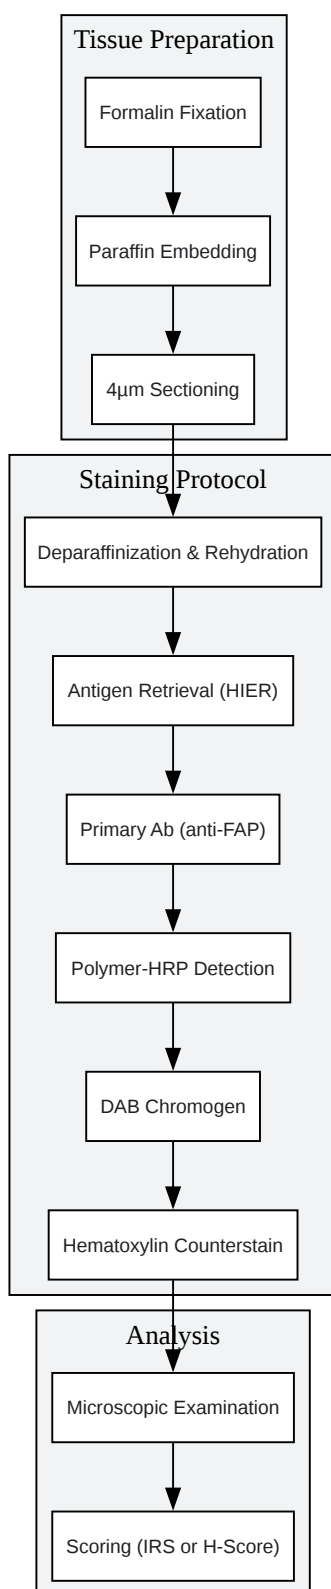 Tissue Preparation
Formalin Fixation
Paraffin Embedding
4µm Sectioning
Staining Protocol
Deparaffinization & Rehydration
Antigen Retrieval (HIER)
Primary Ab (anti-FAP)
Polymer-HRP Detection
DAB Chromogen
Hematoxylin Counterstain
Analysis
Microscopic Examination
Scoring (IRS or H-Score)